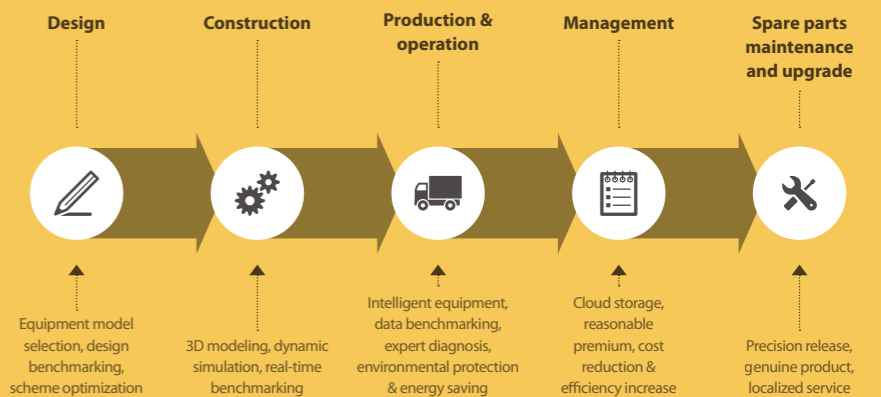 Design
Construction
Production &
operation
Management
Spare parts
maintenance
and upgrade
Equipment model
selection, design
benchmarking,
scheme optimization
3D modeling, dynamic
simulation, real-time
benchmarking
Intelligent equipment,
data benchmarking,
expert diagnosis,
environmental protection
& energy saving
Cloud storage,
reasonable
premium, cost
reduction &
efficiency increase
Precision release,
genuine product,
localized service